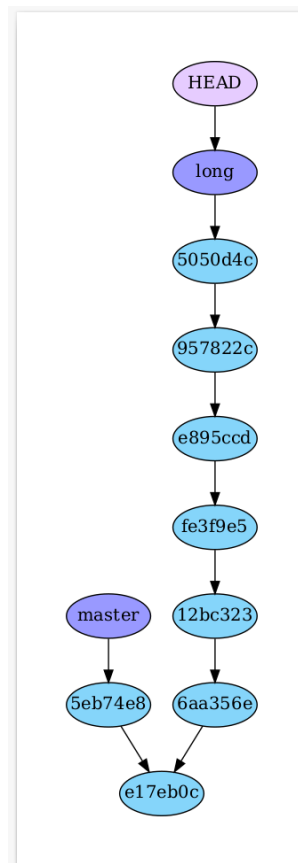 HEAD
long
5050d4c
957822c
e895ccd
fe3f9e5
master
12bc323
5eb74e8
6aa356e
e17eb0c